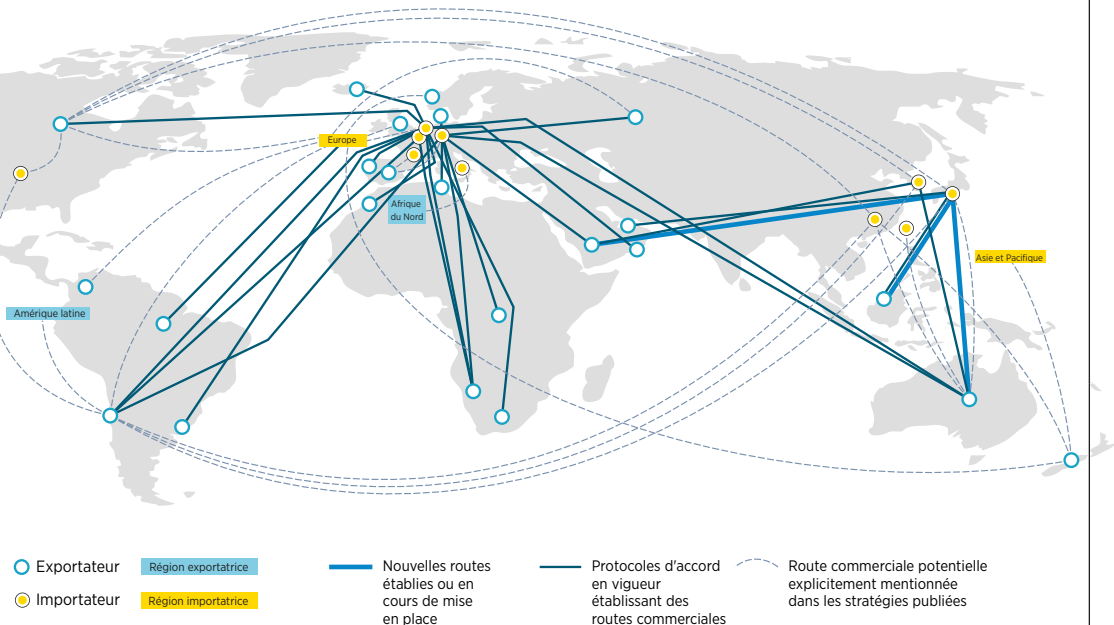 Europe
Afrique
du Nord
Asie et Pacifique
Amérique latine
Exportateur
Région exportatrice
Importateur
Région importatrice
Nouvelles routes
établies ou en
cours de mise
en place
Protocoles d'accord
en vigueur
établissant des
routes commerciales
Route commerciale potentielle
explicitement mentionnée
dans les stratégies publiées